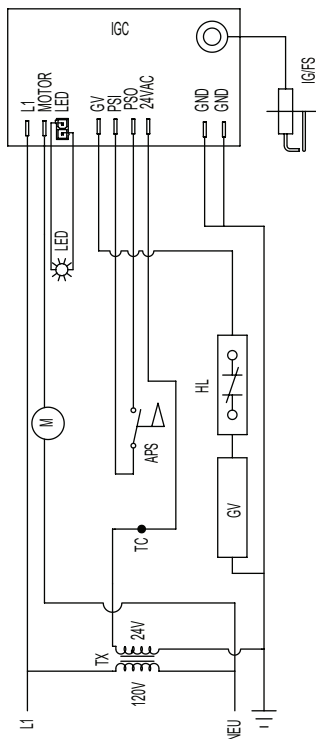 IGC
L1
MOTOR
LED
GV
PSI
PSO
24VAC
GND
GND
IG/FS
LED
M
HL
APS
GV
TC
TX
24V
120V
L1
NEU